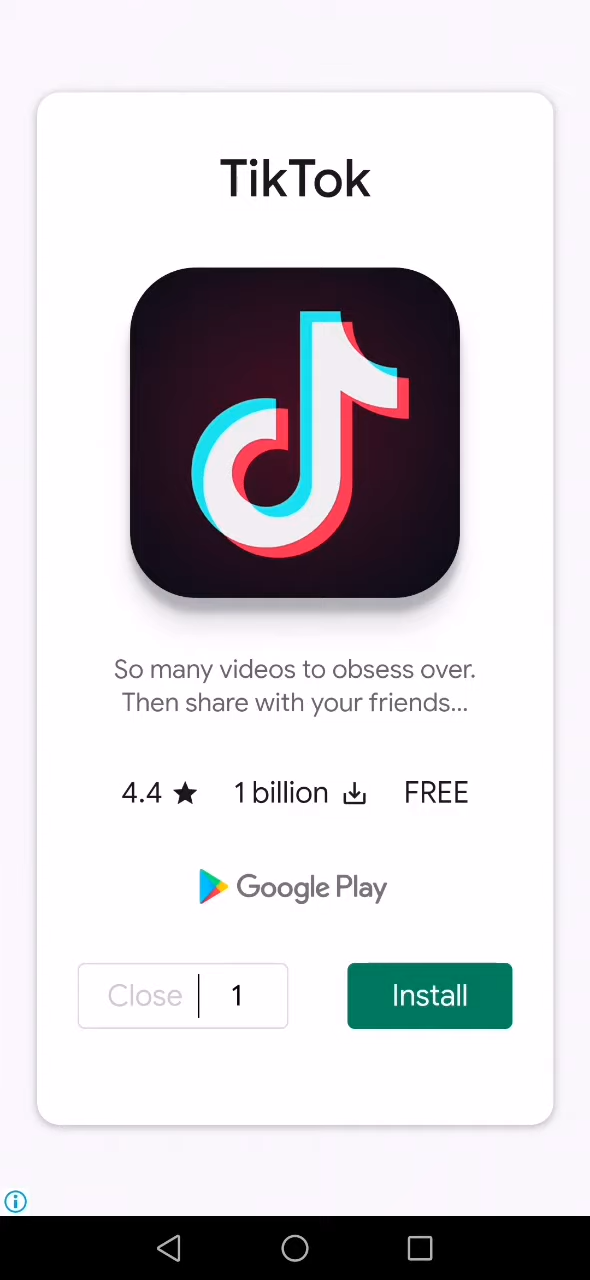 TikTok
So many videos to obsess over.
Then share with your friends...
4.4 1 billion FREE
Google Play
Close 1 Install